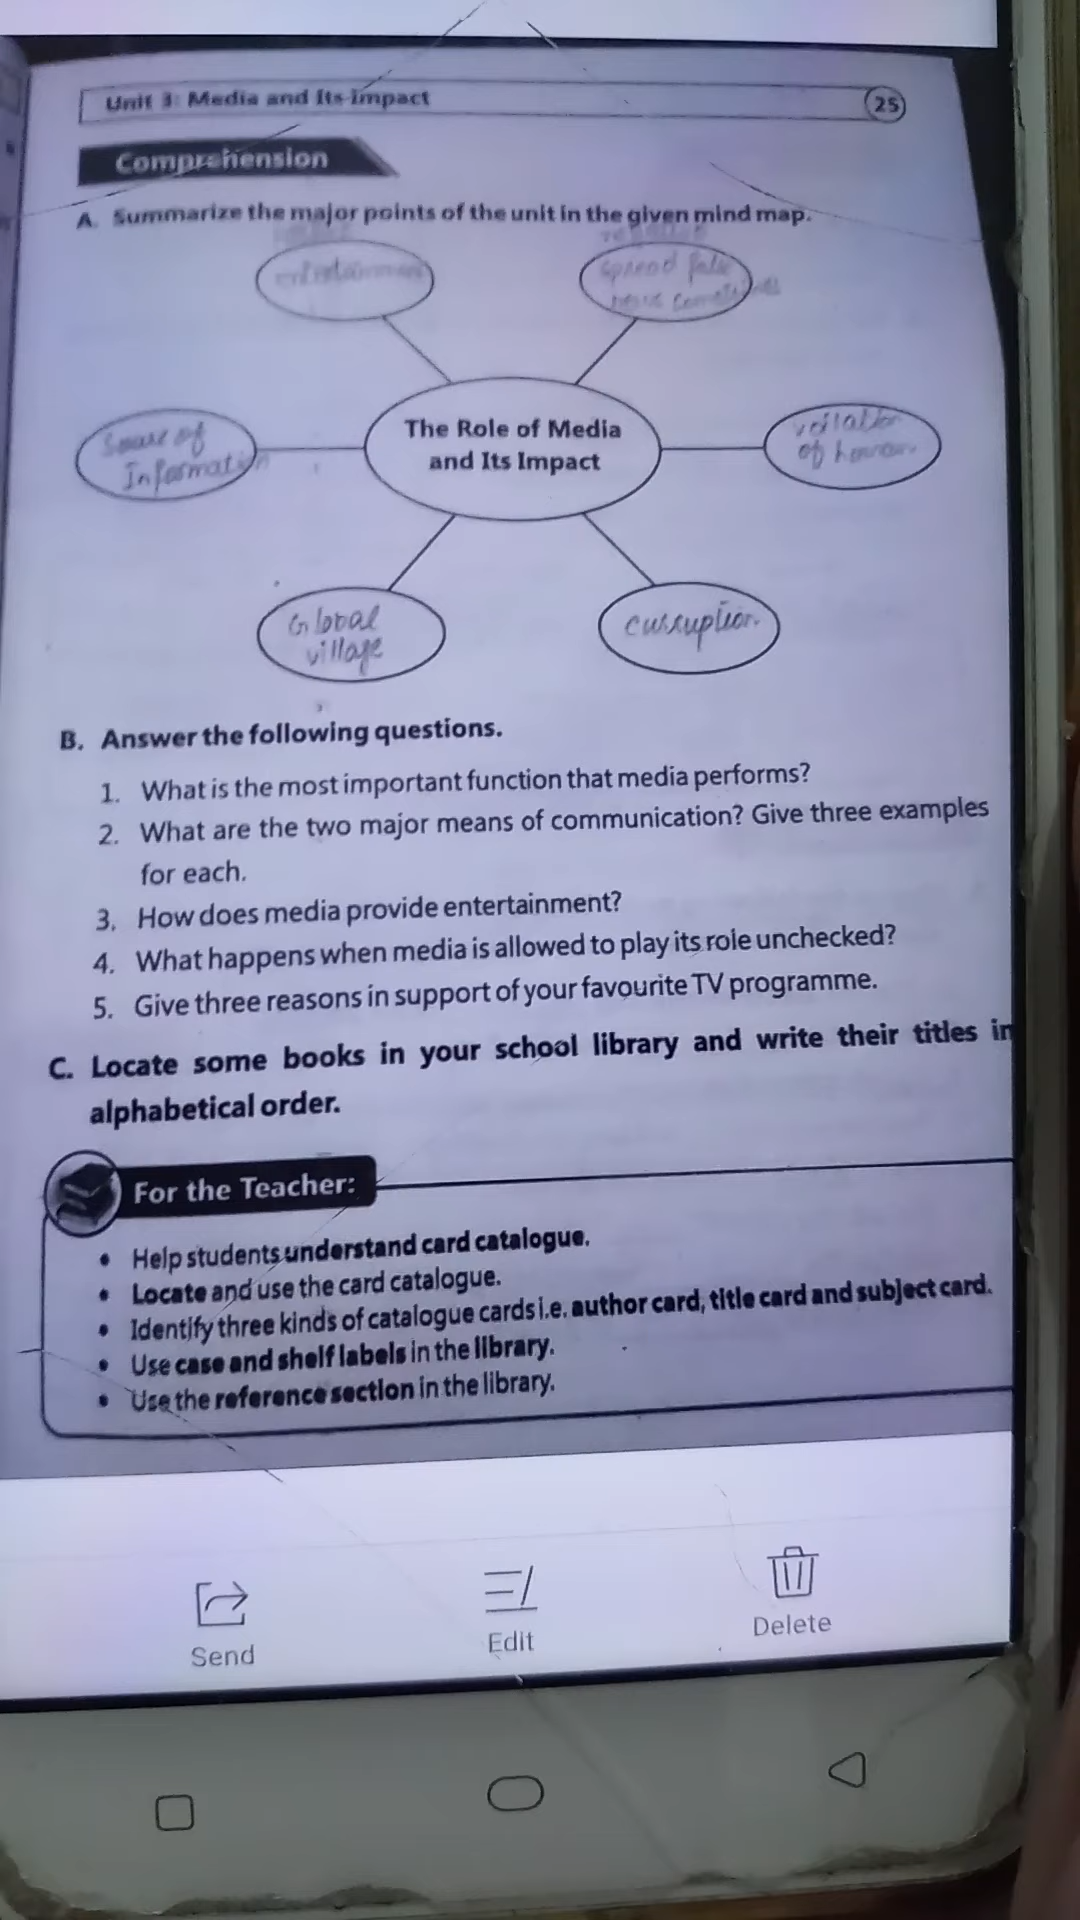 Unit 3: Media and Its Impact
25
Comprehension
A. Summarize the major points of the unit in the given mind map.
entertainment
spread false
news
The Role of Media
and Its Impact
Source of
Information
of human
Global
village
curruption.
B. Answer the following questions.
1. What is the most important function that media performs?
2. What are the two major means of communication? Give three examples
for each.
3. How does media provide entertainment?
4. What happens when media is allowed to play its role unchecked?
5. Give three reasons in support of your favourite TV programme.
C. Locate some books in your school library and write their titles in
alphabetical order.
For the Teacher:
• Help students understand card catalogue.
• Locate and use the card catalogue.
• Identify three kinds of catalogue cards i.e. author card, title card and subject card.
• Use case and shelf labels in the library.
• Use the reference section in the library.
Send
Edit
Delete